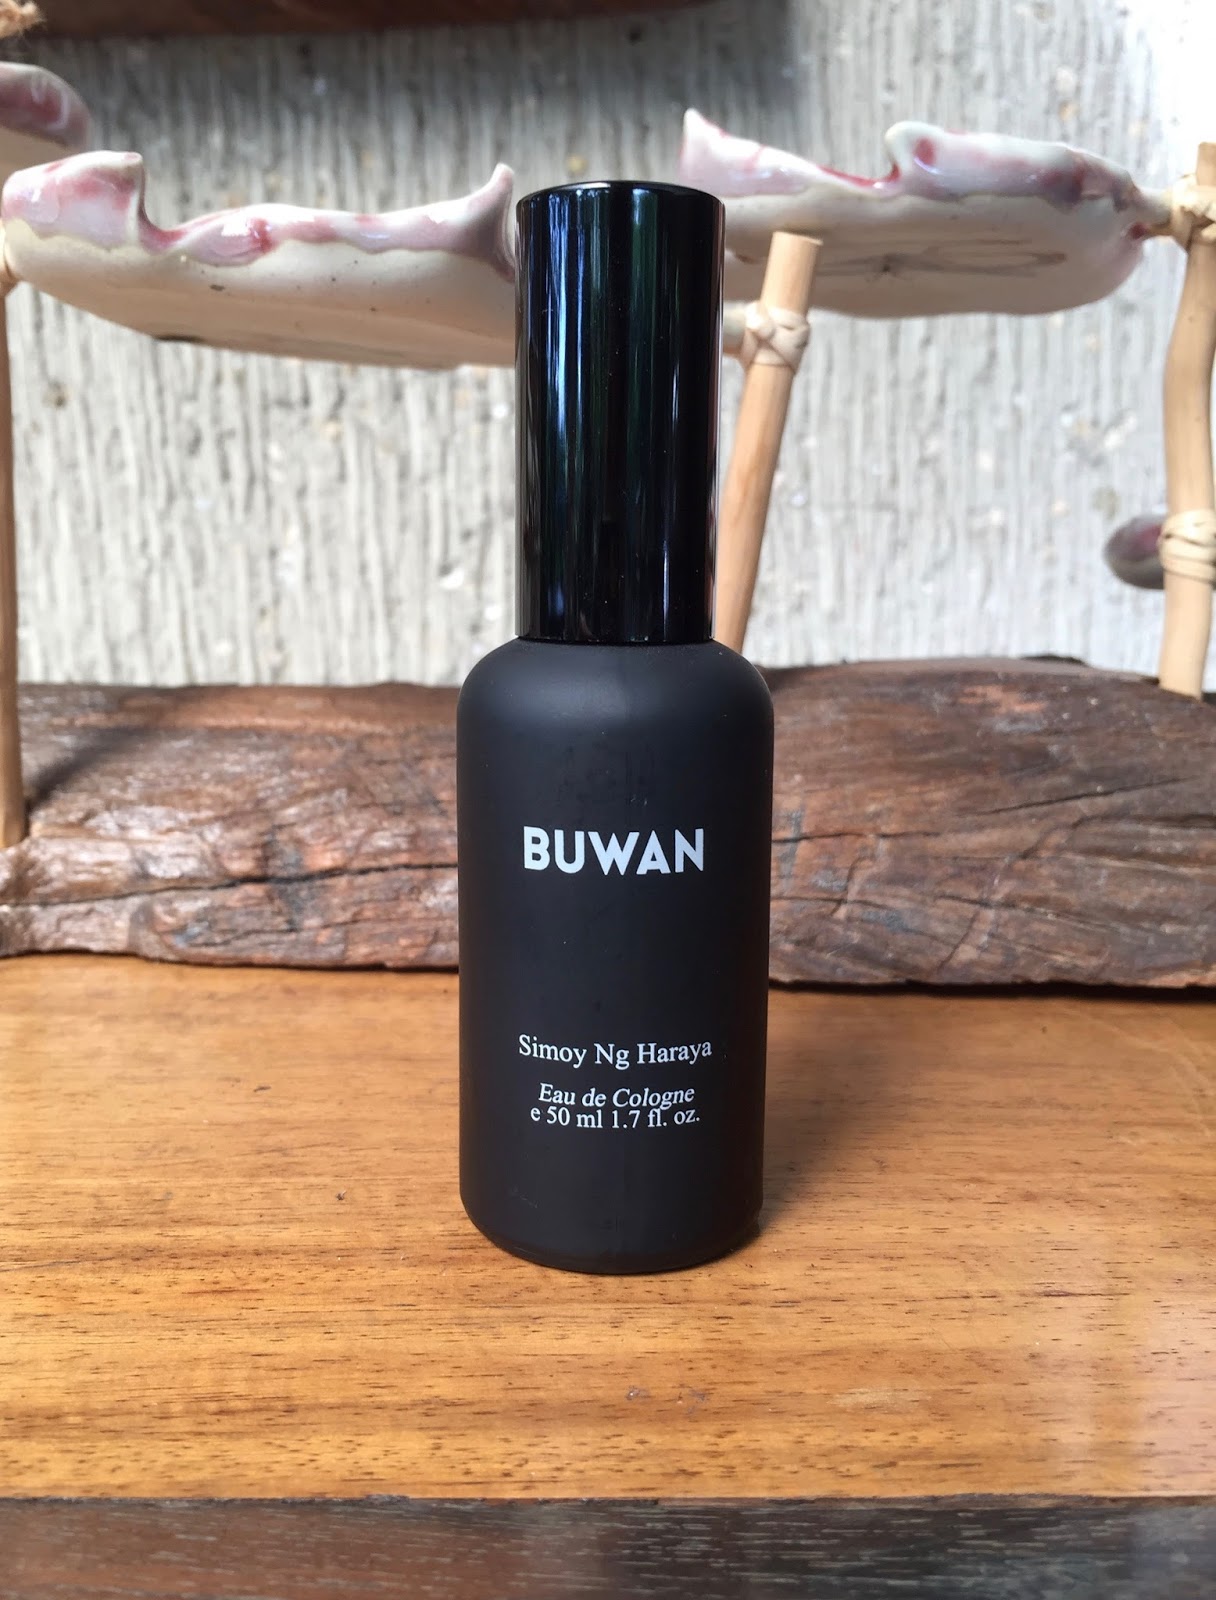 BUWAN
Simoy Ng Haraya
Eau de Cologne
e 50 ml 1.7 fl. oz.